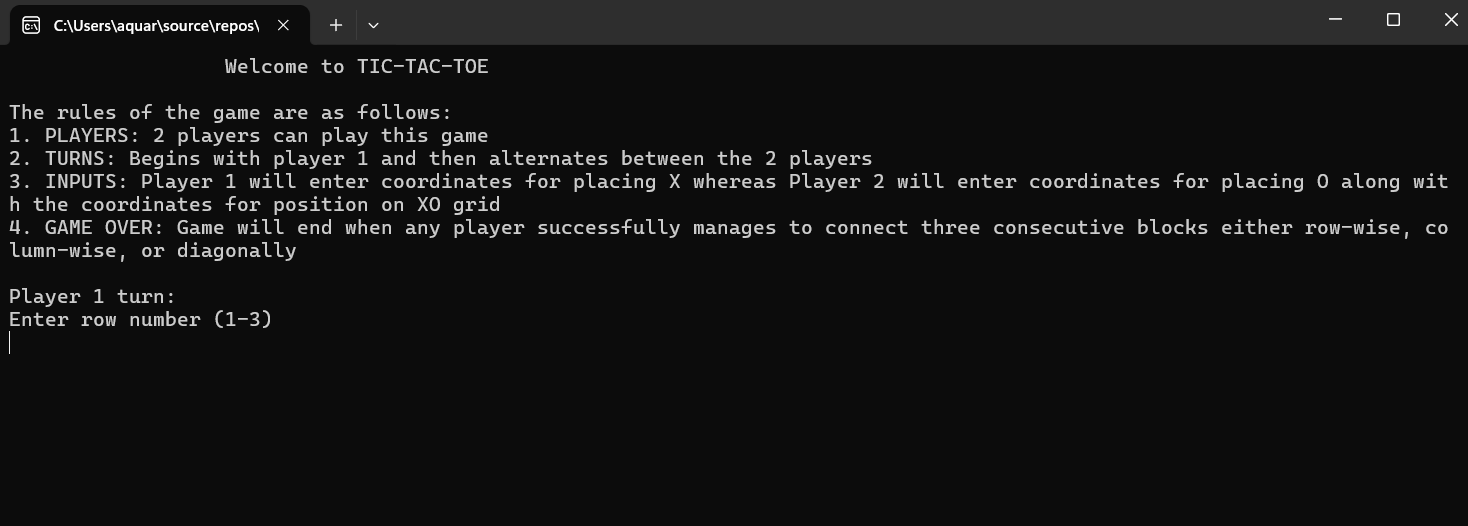 C:\Users\aquar\source\repos\
Welcome to TIC-TAC-TOE
The rules of the game are as follows:
1. PLAYERS: 2 players can play this game
2. TURNS: Begins with player 1 and then alternates between the 2 players
3. INPUTS: Player 1 will enter coordinates for placing X whereas Player 2 will enter coordinates for placing O along wit
h the coordinates for position on XO grid
4. GAME OVER: Game will end when any player successfully manages to connect three consecutive blocks either row-wise, co
lumn-wise, or diagonally
Player 1 turn:
Enter row number (1-3)